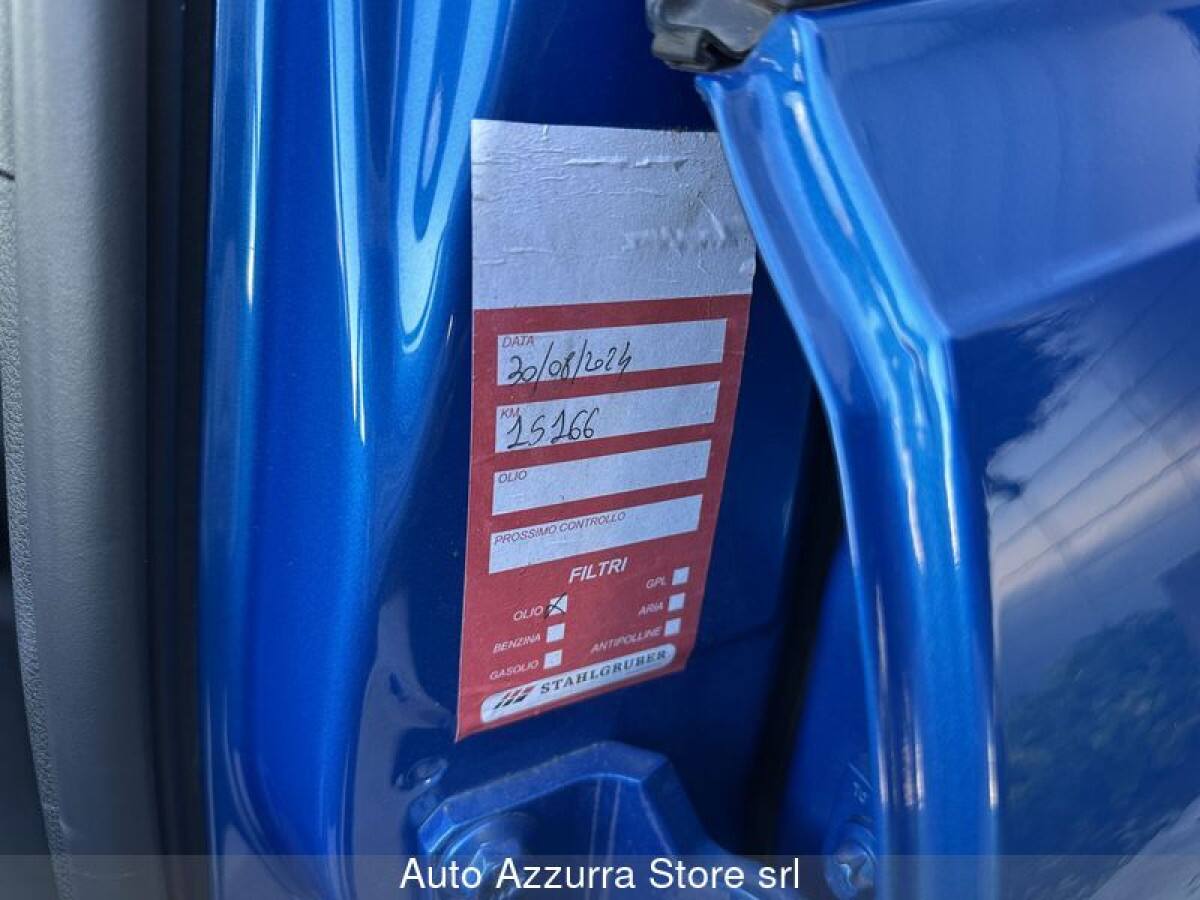 DATA
30/08/2024
KM
15166
OLIO
PROSSIMO CONTROLLO
FILTRI
OLIO GPL
BENZINA ARIA
GASOLIO ANTIPOLLINE
STAHLGRUBER
Auto Azzurra Store srl